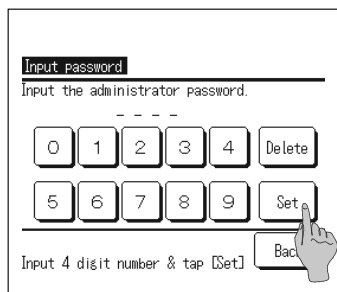 Input password
Input the administrator password.
– – – –
0 1 2 3 4 Delete
5 6 7 8 9 Set
Input 4 digit number & tap [Set]